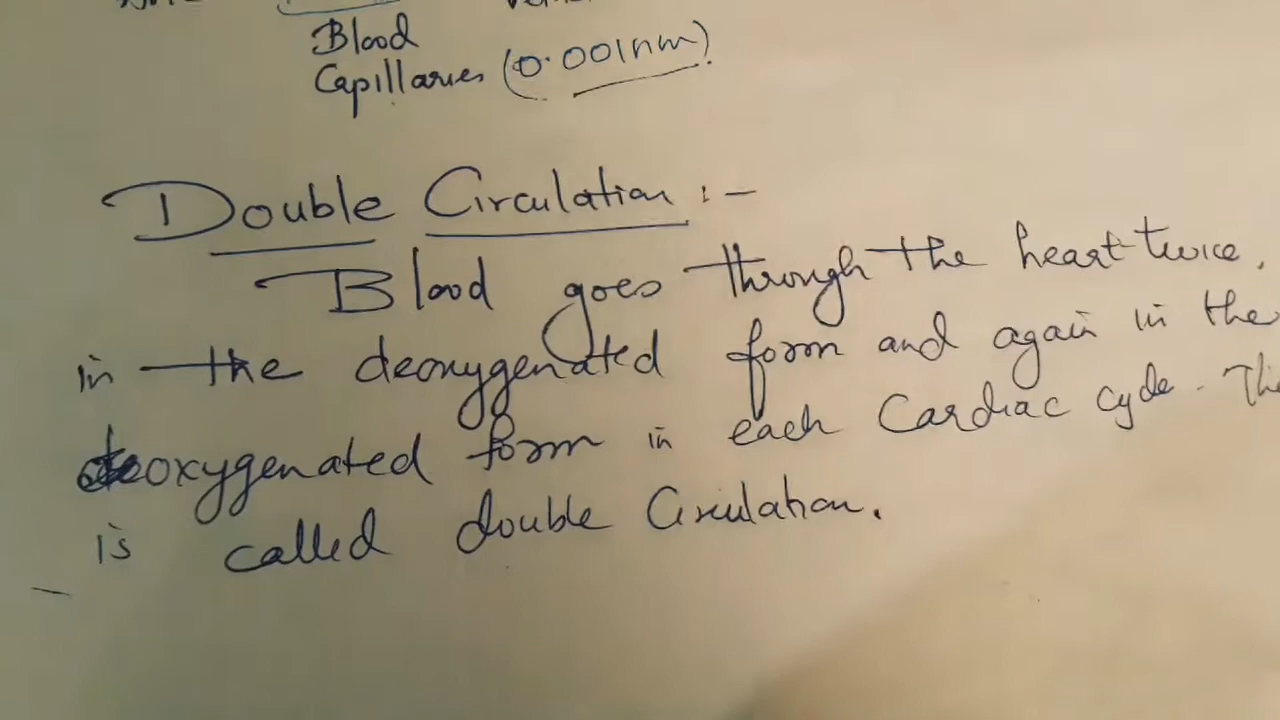 Blood
Capillaries (0.001nm).
Double Circulation :-
Blood goes through the heart twice.
in the deoxygenated form and again in the
oxygenated form in each Cardiac cycle. Thi
is called double Circulation.